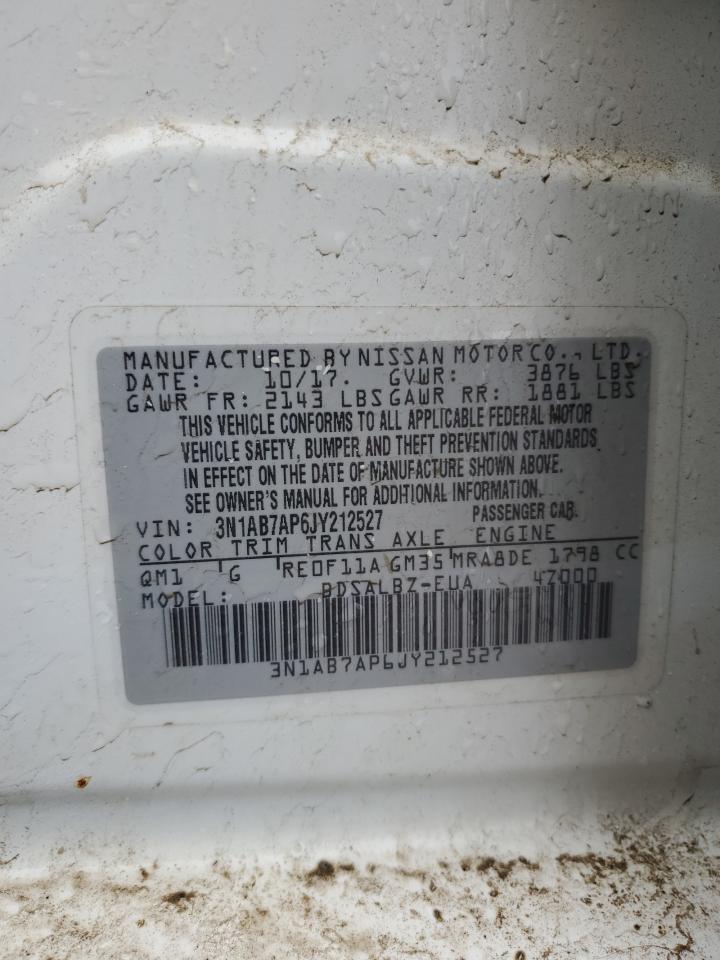 MANUFACTURED BY NISSAN MOTOR CO., LTD.
DATE: 10/17. GVWR: 3876 LBS
GAWR FR: 2143 LBS GAWR RR: 1881 LBS
THIS VEHICLE CONFORMS TO ALL APPLICABLE FEDERAL MOTOR
VEHICLE SAFETY, BUMPER AND THEFT PREVENTION STANDARDS
IN EFFECT ON THE DATE OF MANUFACTURE SHOWN ABOVE.
SEE OWNER'S MANUAL FOR ADDITIONAL INFORMATION.
VIN: 3N1AB7AP6JY212527 PASSENGER CAR.
COLOR TRIM TRANS AXLE ENGINE
QM1 G RE0F11A GM35 MRA8DE 1798 CC
MODEL: BDSALBZ-EUA 4Z000
3N1AB7AP6JY212527